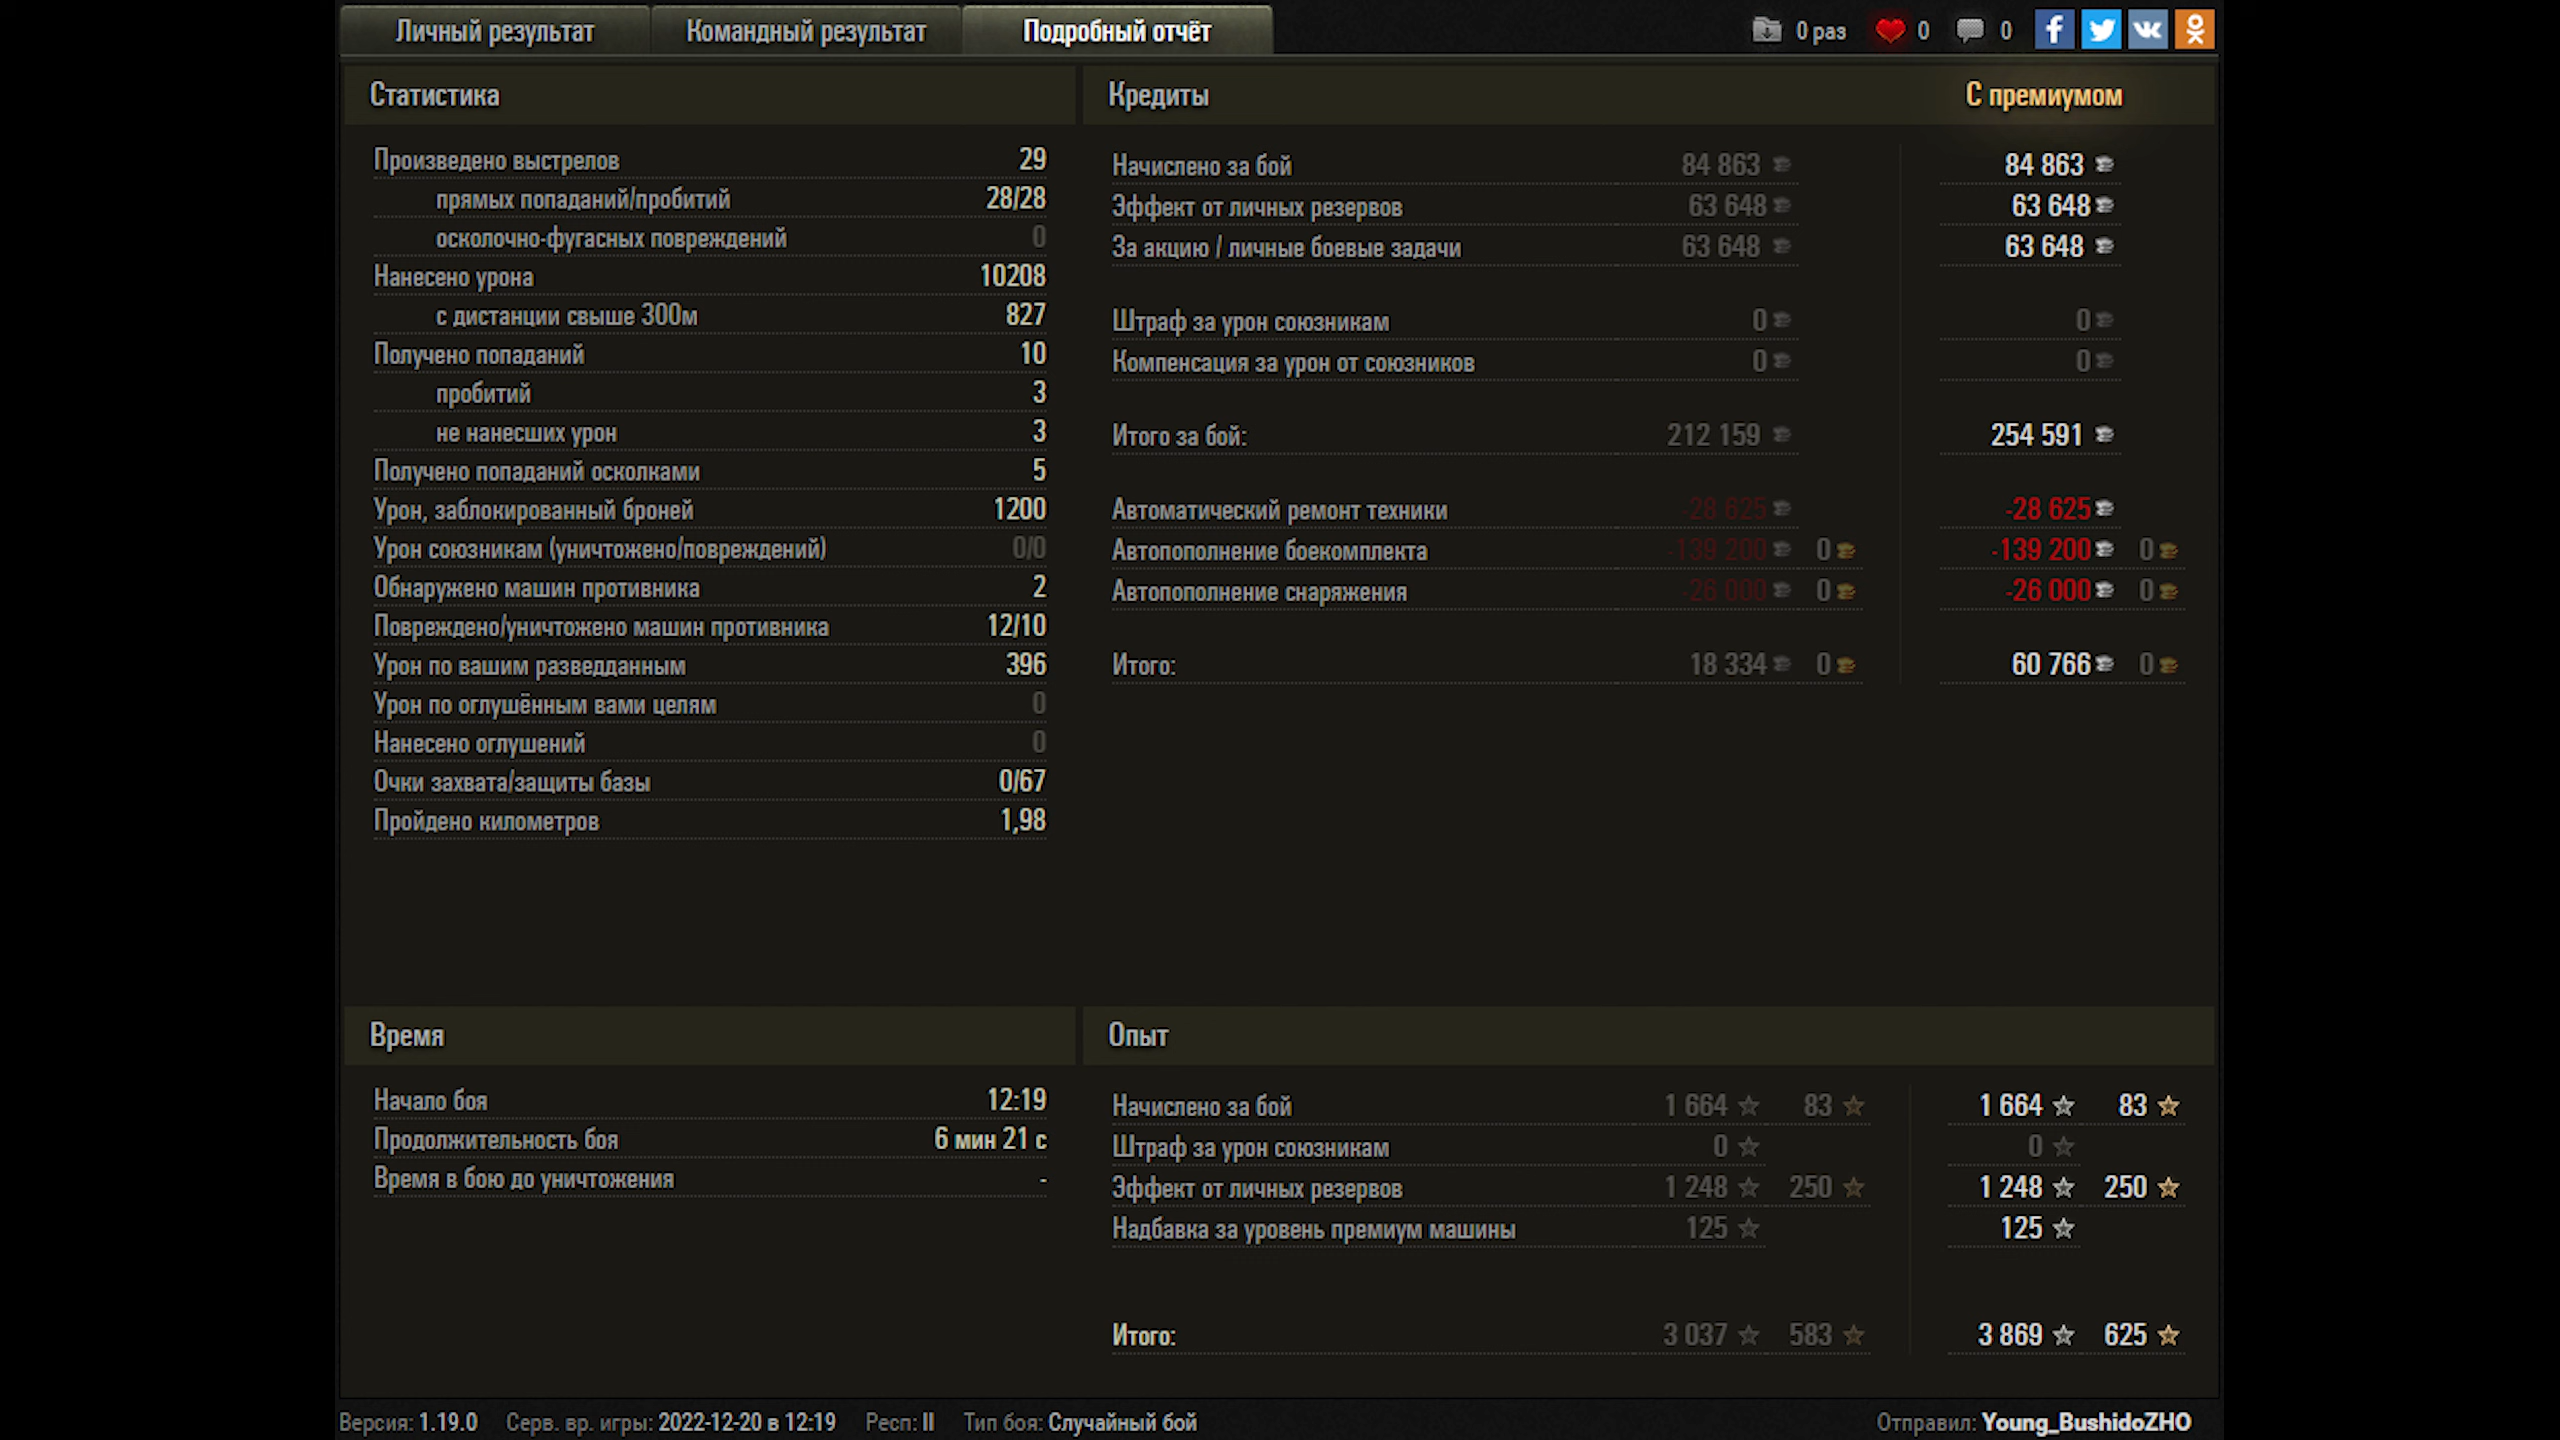 Личный результат Командный результат Подробный отчёт 0 раз 0 0
Статистика
Произведено выстрелов 29
прямых попаданий/пробитий 28/28
осколочно-фугасных повреждений 0
Нанесено урона 10208
с дистанции свыше 300м 827
Получено попаданий 10
пробитий 3
не нанесших урон 3
Получено попаданий осколками 5
Урон, заблокированный броней 1200
Урон союзникам (уничтожено/повреждений) 0/0
Обнаружено машин противника 2
Повреждено/уничтожено машин противника 12/10
Урон по вашим разведданным 396
Урон по оглушённым вами целям 0
Нанесено оглушений 0
Очки захвата/защиты базы 0/67
Пройдено километров 1,98
Кредиты С премиумом
Начислено за бой 84 863 84 863
Эффект от личных резервов 63 648 63 648
За акцию / личные боевые задачи 63 648 63 648
Штраф за урон союзникам 0 0
Компенсация за урон от союзников 0 0
Итого за бой: 212 159 254 591
Автоматический ремонт техники -28 625 -28 625
Автопополнение боекомплекта -139 200 0 -139 200 0
Автопополнение снаряжения -26 000 0 -26 000 0
Итого: 18 334 0 60 766 0
Время
Начало боя 12:19
Продолжительность боя 6 мин 21 с
Время в бою до уничтожения -
Опыт
Начислено за бой 1 664 83 1 664 83
Штраф за урон союзникам 0 0
Эффект от личных резервов 1 248 250 1 248 250
Надбавка за уровень премиум машины 125 125
Итого: 3 037 583 3 869 625
Версия: 1.19.0 Серв. вр. игры: 2022-12-20 в 12:19 Респ: II Тип боя: Случайный бой Отправил: Young_BushidoZHO